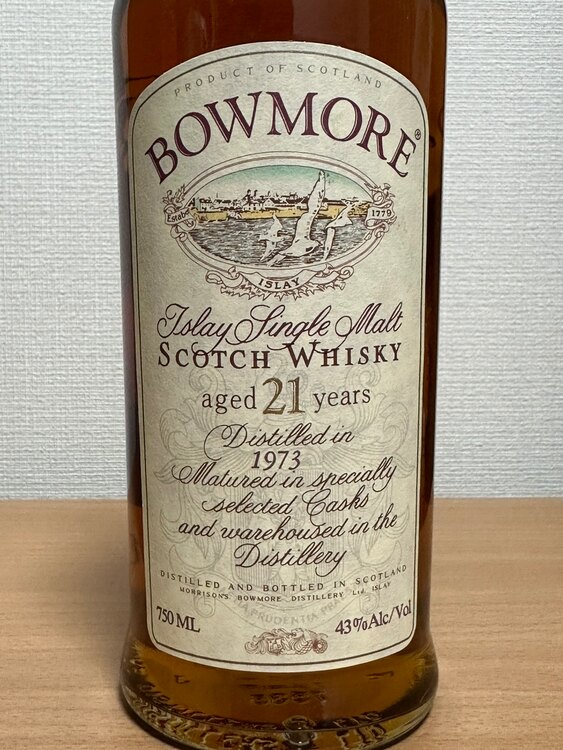 PRODUCT OF SCOTLAND
BOWMORE®
1779
ISLAY
Islay Single Malt
SCOTCH WHISKY
aged 21 years
Distilled in
1973
Matured in specially
selected Casks
and warehoused in the
Distillery
DISTILLED AND BOTTLED IN SCOTLAND
MORRISON'S BOWMORE DISTILLERY Ltd. ISLAY
750 ML
43%Alc/Vol